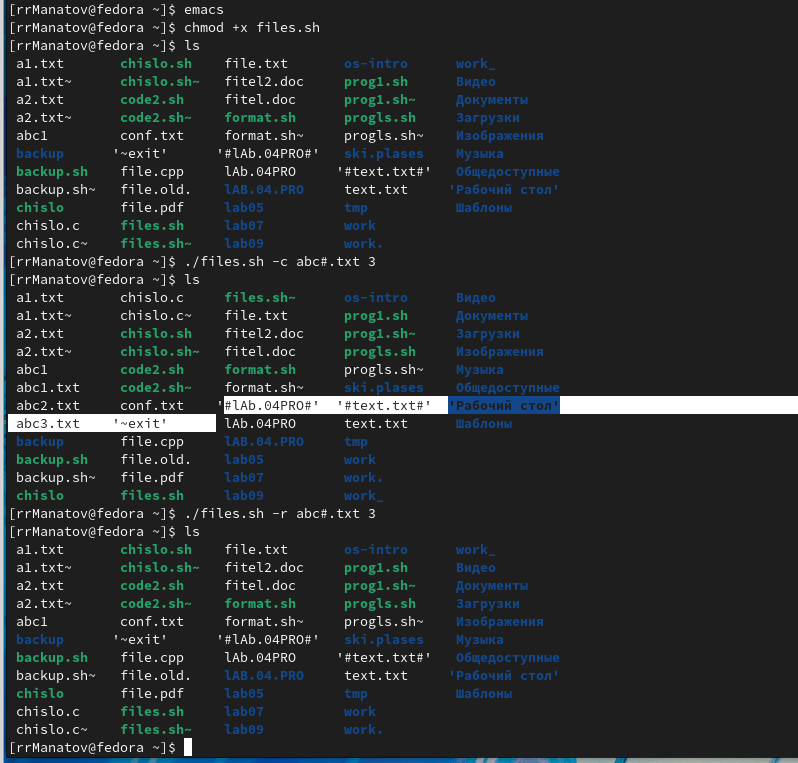 [rrManatov@fedora ~]$ emacs
[rrManatov@fedora ~]$ chmod +x files.sh
[rrManatov@fedora ~]$ ls
a1.txt chislo.sh file.txt os-intro work_
a1.txt~ chislo.sh~ fitel2.doc prog1.sh Видео
a2.txt code2.sh fitel.doc prog1.sh~ Документы
a2.txt~ code2.sh~ format.sh progls.sh Загрузки
abc1 conf.txt format.sh~ progls.sh~ Изображения
backup '~exit' '#lAb.04PRO#' ski.plases Музыка
backup.sh file.cpp lAb.04PRO '#text.txt#' Общедоступные
backup.sh~ file.old. lAB.04.PRO text.txt 'Рабочий стол'
chislo file.pdf lab05 tmp Шаблоны
chislo.c files.sh lab07 work
chislo.c~ files.sh~ lab09 work.
[rrManatov@fedora ~]$ ./files.sh -c abc#.txt 3
[rrManatov@fedora ~]$ ls
a1.txt chislo.c files.sh~ os-intro Видео
a1.txt~ chislo.c~ file.txt prog1.sh Документы
a2.txt chislo.sh fitel2.doc prog1.sh~ Загрузки
a2.txt~ chislo.sh~ fitel.doc progls.sh Изображения
abc1 code2.sh format.sh progls.sh~ Музыка
abc1.txt code2.sh~ format.sh~ ski.plases Общедоступные
abc2.txt conf.txt '#lAb.04PRO#' '#text.txt#' 'Рабочий стол'
abc3.txt '~exit' lAb.04PRO text.txt Шаблоны
backup file.cpp lAB.04.PRO tmp
backup.sh file.old. lab05 work
backup.sh~ file.pdf lab07 work.
chislo files.sh lab09 work_
[rrManatov@fedora ~]$ ./files.sh -r abc#.txt 3
[rrManatov@fedora ~]$ ls
a1.txt chislo.sh file.txt os-intro work_
a1.txt~ chislo.sh~ fitel2.doc prog1.sh Видео
a2.txt code2.sh fitel.doc prog1.sh~ Документы
a2.txt~ code2.sh~ format.sh progls.sh Загрузки
abc1 conf.txt format.sh~ progls.sh~ Изображения
backup '~exit' '#lAb.04PRO#' ski.plases Музыка
backup.sh file.cpp lAb.04PRO '#text.txt#' Общедоступные
backup.sh~ file.old. lAB.04.PRO text.txt 'Рабочий стол'
chislo file.pdf lab05 tmp Шаблоны
chislo.c files.sh lab07 work
chislo.c~ files.sh~ lab09 work.
[rrManatov@fedora ~]$